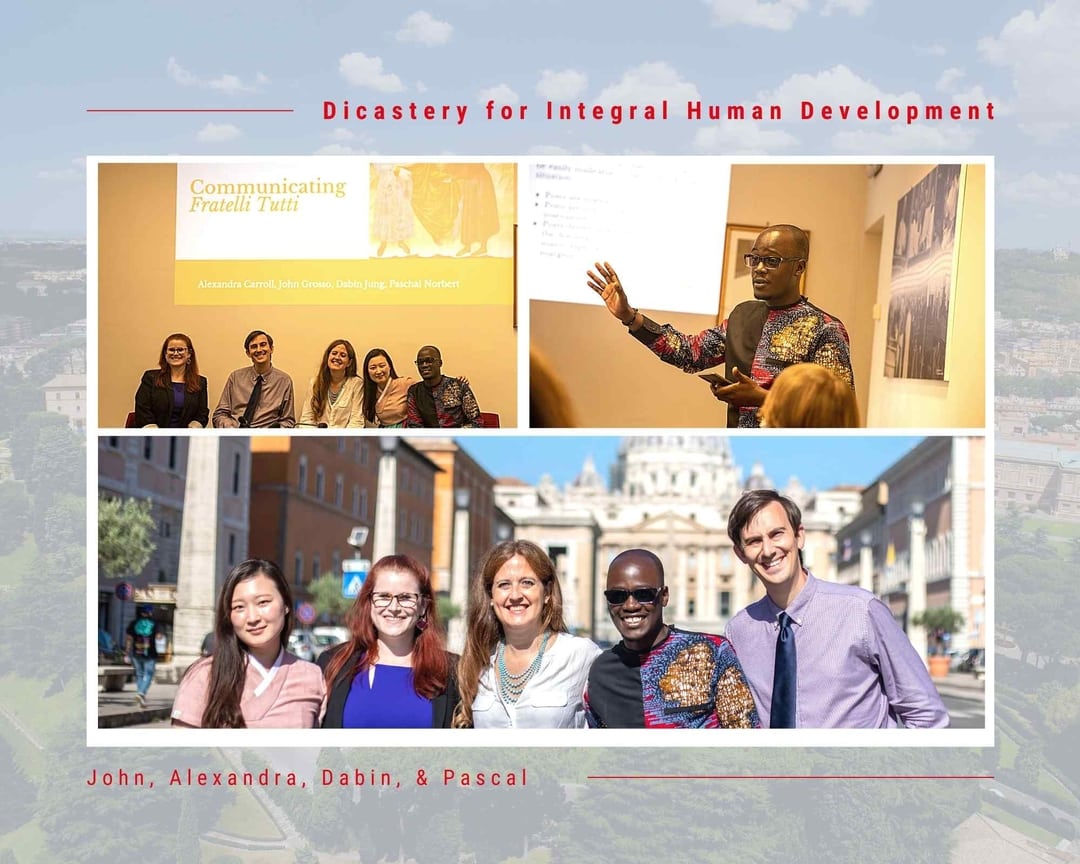 Dicastery for Integral Human Development
Communicating
Fratelli Tutti
Alexandra Carroll, John Grosso, Dabin Jung, Paschal Norbert
John, Alexandra, Dabin, & Pascal